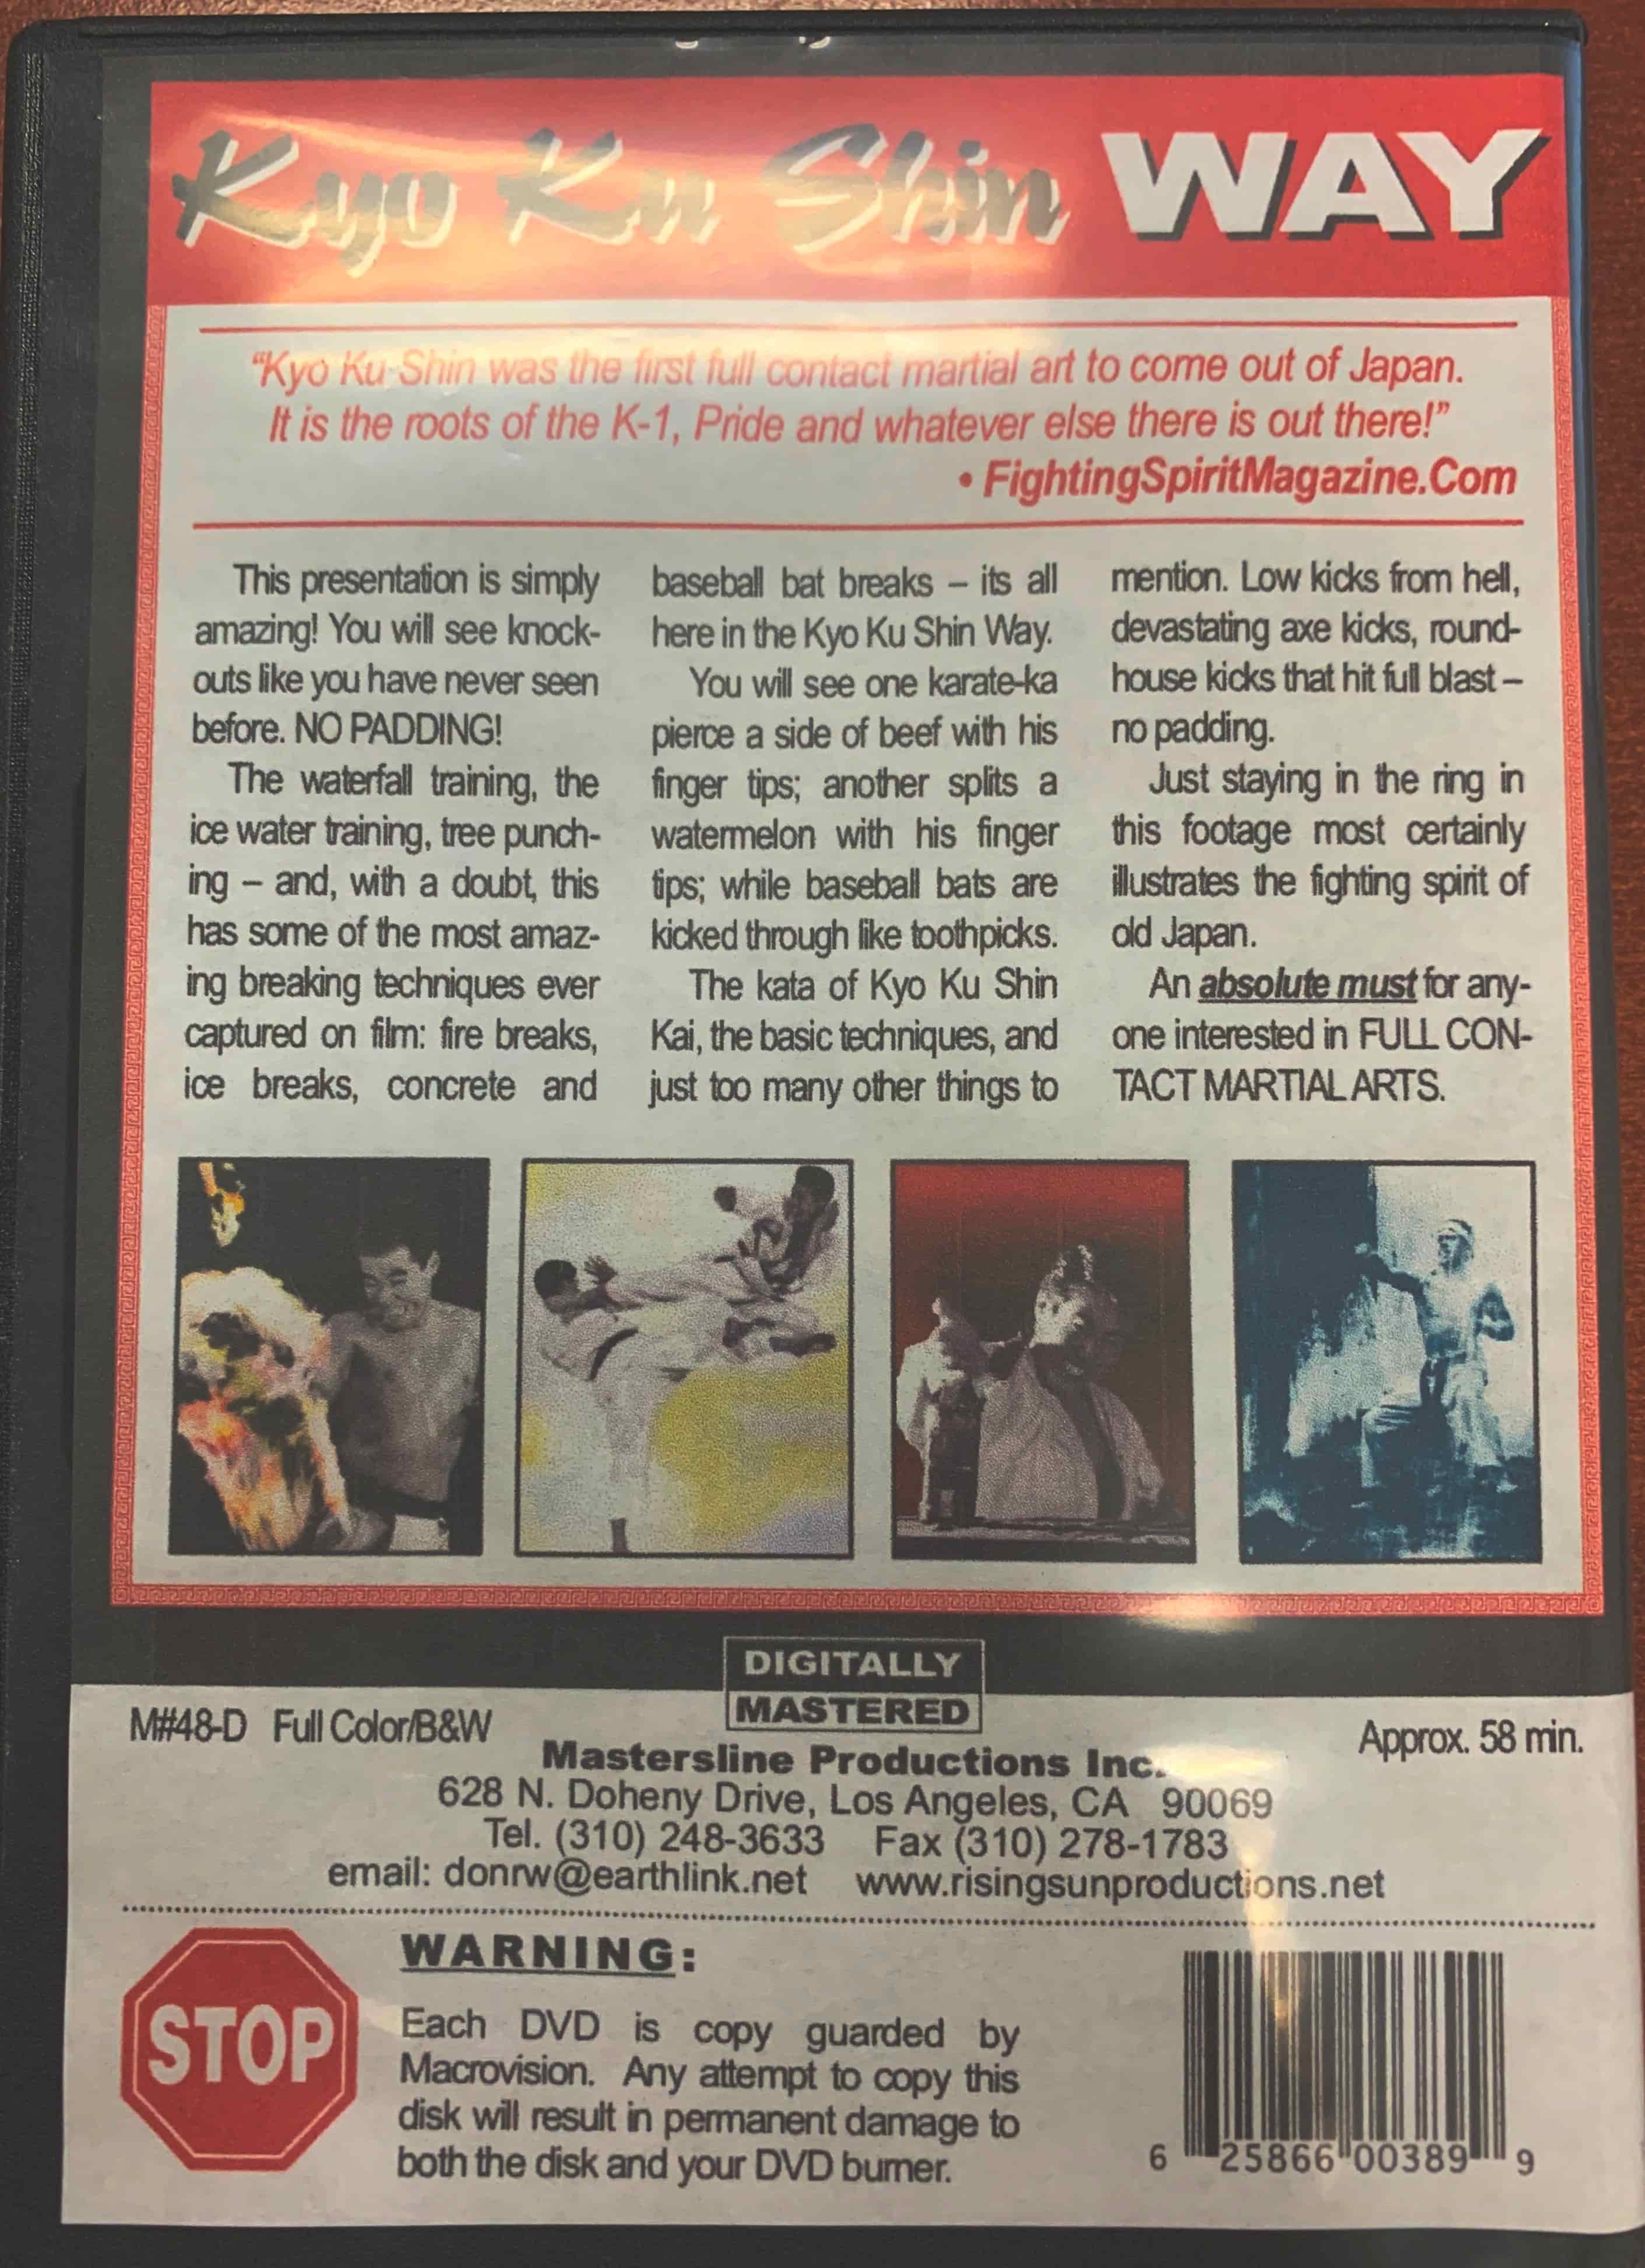 Kyo Ku Shin WAY
“Kyo Ku Shin was the first full contact martial art to come out of Japan.
It is the roots of the K-1, Pride and whatever else there is out there!”
• FightingSpiritMagazine.Com
This presentation is simply
amazing! You will see knock-
outs like you have never seen
before. NO PADDING!
The waterfall training, the
ice water training, tree punch-
ing – and, with a doubt, this
has some of the most amaz-
ing breaking techniques ever
captured on film: fire breaks,
ice breaks, concrete and
baseball bat breaks – its all
here in the Kyo Ku Shin Way.
You will see one karate-ka
pierce a side of beef with his
finger tips; another splits a
watermelon with his finger
tips; while baseball bats are
kicked through like toothpicks.
The kata of Kyo Ku Shin
Kai, the basic techniques, and
just too many other things to
mention. Low kicks from hell,
devastating axe kicks, round-
house kicks that hit full blast –
no padding.
Just staying in the ring in
this footage most certainly
illustrates the fighting spirit of
old Japan.
An absolute must for any-
one interested in FULL CON-
TACT MARTIAL ARTS.
DIGITALLY
MASTERED
M#48-D Full Color/B&W
Approx. 58 min.
Mastersline Productions Inc.
628 N. Doheny Drive, Los Angeles, CA 90069
Tel. (310) 248-3633 Fax (310) 278-1783
email: donrw@earthlink.net www.risingsunproductions.net
STOP
WARNING:
Each DVD is copy guarded by
Macrovision. Any attempt to copy this
disk will result in permanent damage to
both the disk and your DVD burner.
6 25866 00389 9